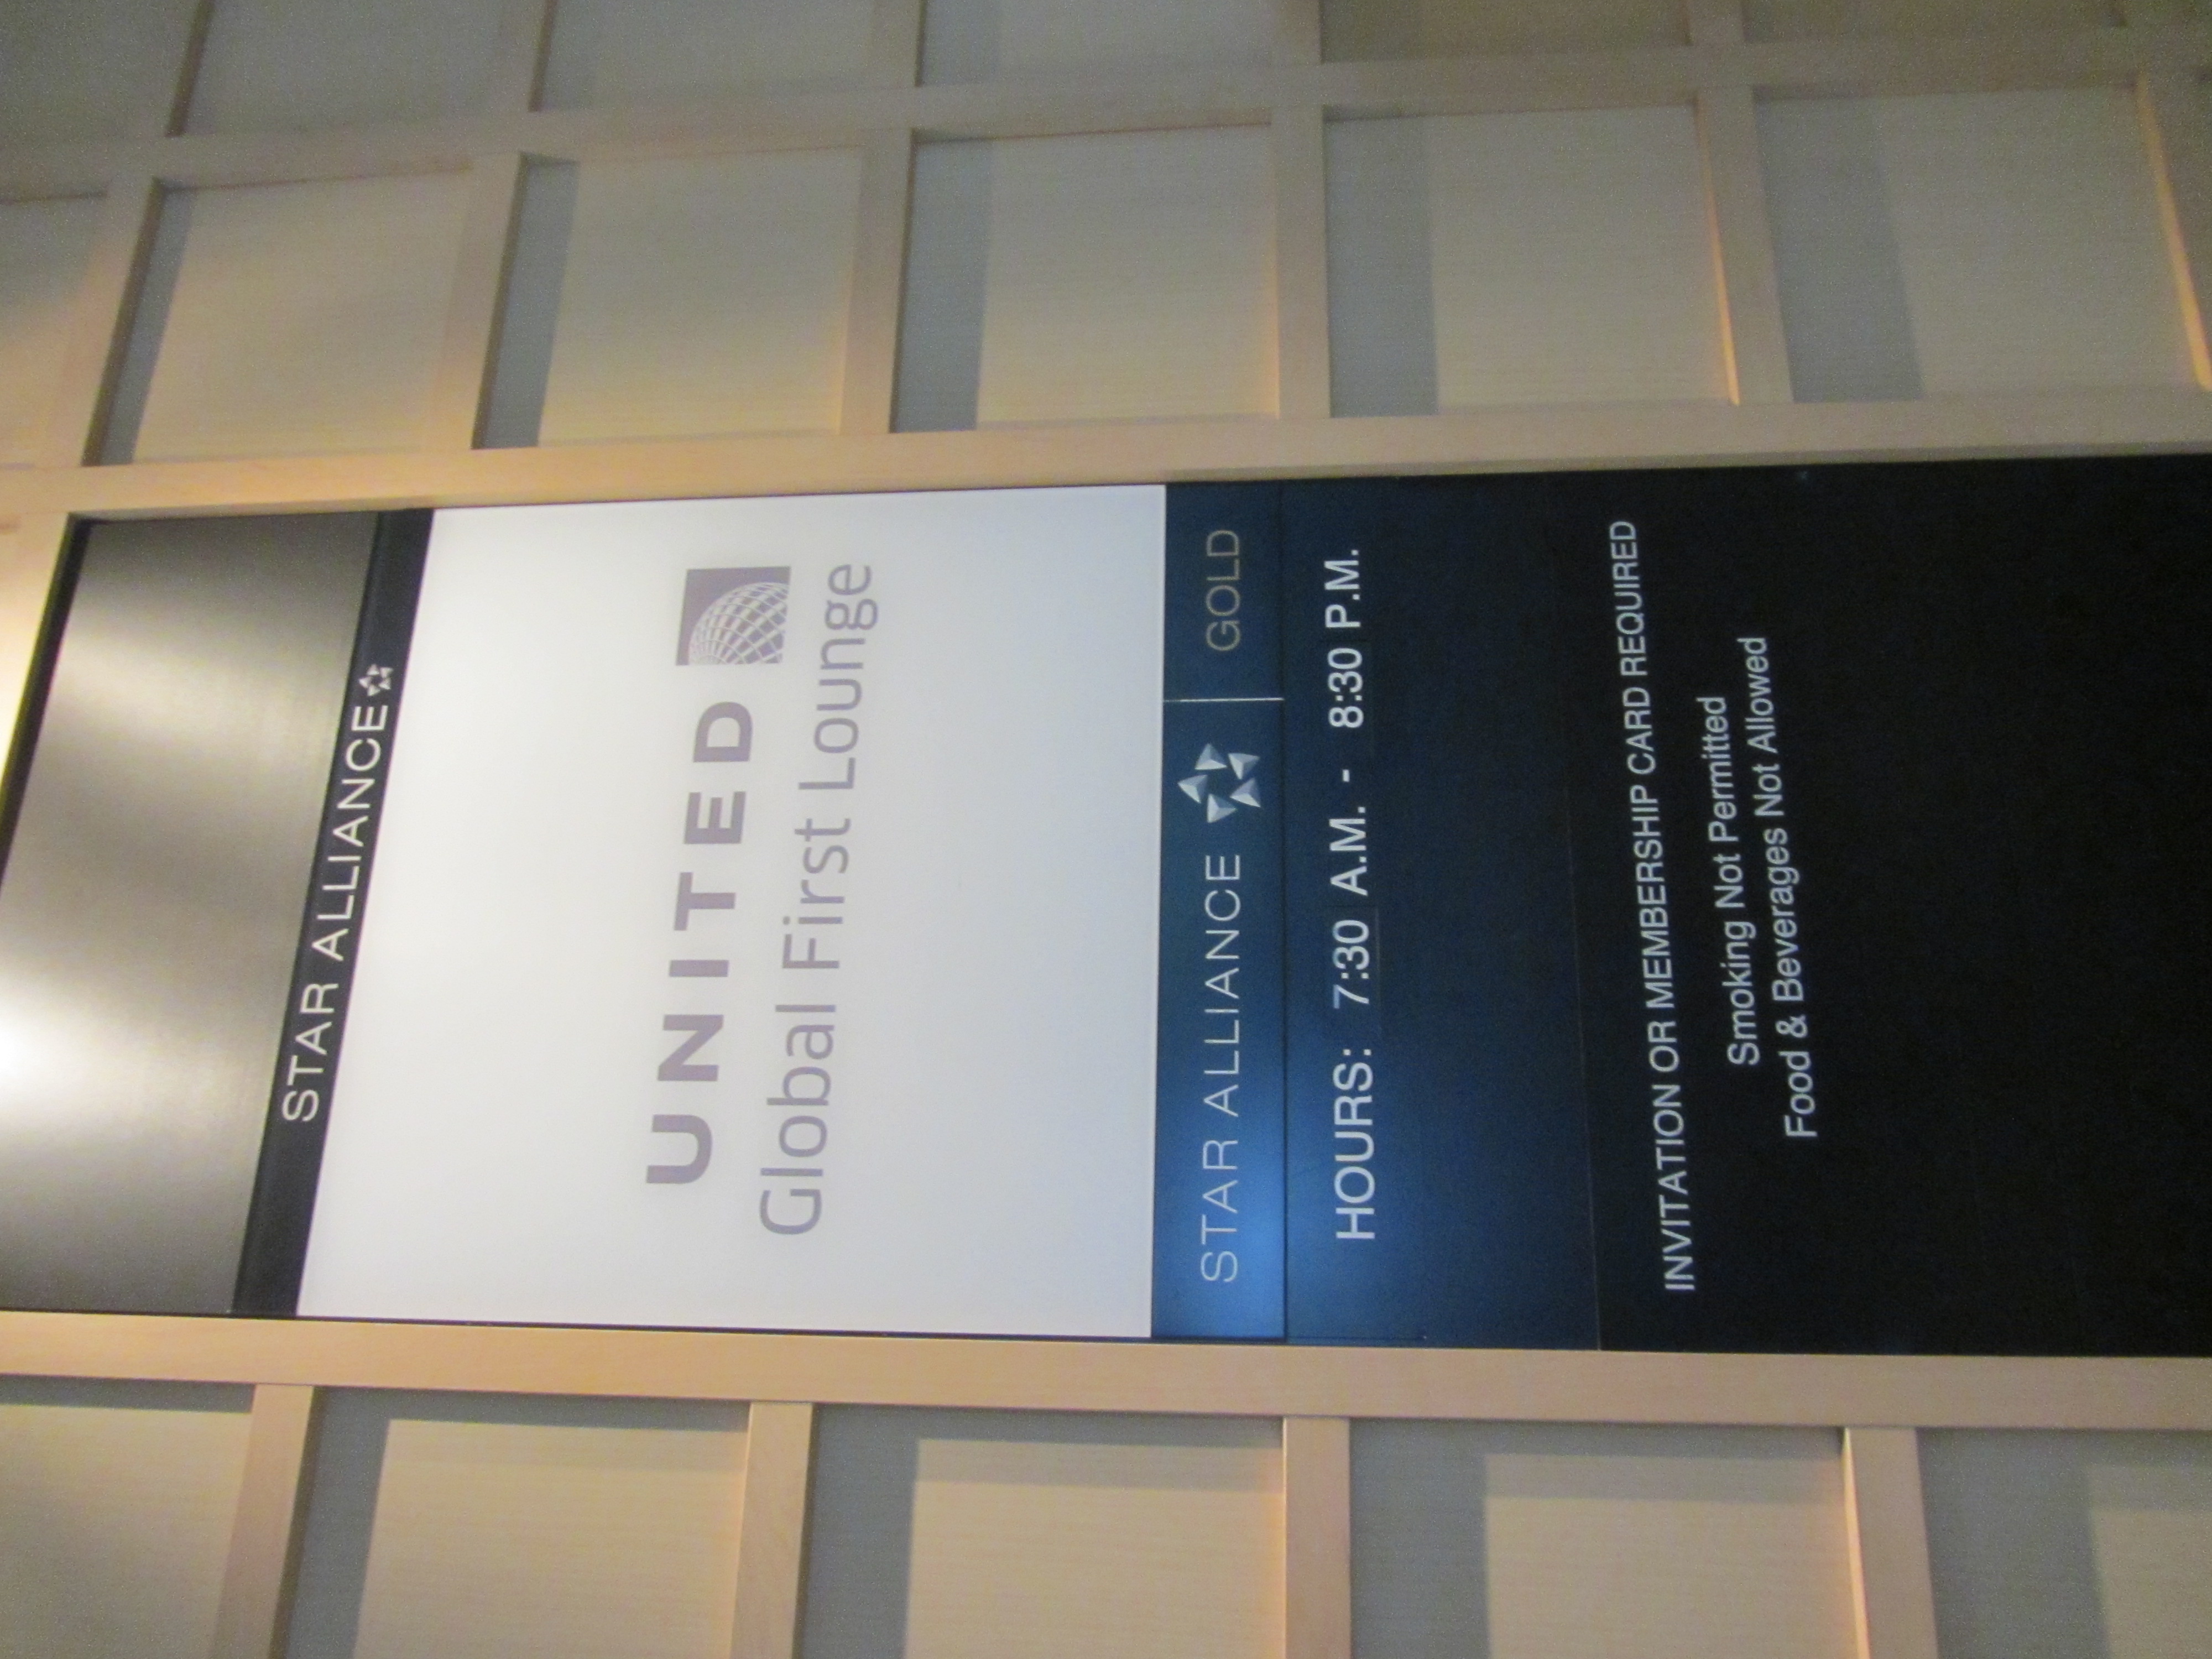 STAR ALLIANCE
UNITED
Global First Lounge
STAR ALLIANCE GOLD
HOURS: 7:30 A.M. - 8:30 P.M.
INVITATION OR MEMBERSHIP CARD REQUIRED
Smoking Not Permitted
Food & Beverages Not Allowed